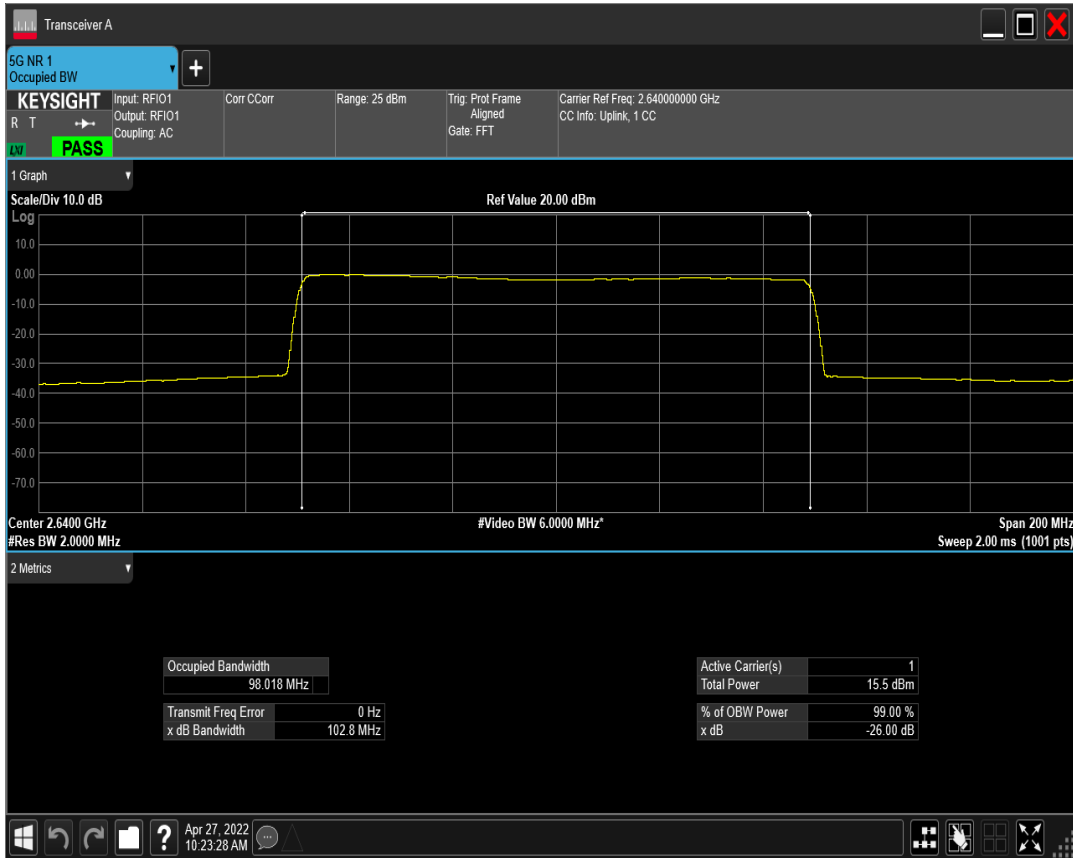 Transceiver A
5G NR 1
Occupied BW
+
KEYSIGHT
R T
LXI
PASS
Input: RFIO1
Output: RFIO1
Coupling: AC
Corr CCorr
Range: 25 dBm
Trig: Prot Frame
Aligned
Gate: FFT
Carrier Ref Freq: 2.640000000 GHz
CC Info: Uplink, 1 CC
1 Graph
Scale/Div 10.0 dB
Ref Value 20.00 dBm
Log
10.0
0.00
-10.0
-20.0
-30.0
-40.0
-50.0
-60.0
-70.0
Center 2.6400 GHz
#Video BW 6.0000 MHz*
Span 200 MHz
#Res BW 2.0000 MHz
Sweep 2.00 ms (1001 pts)
2 Metrics
Occupied Bandwidth
98.018 MHz
Transmit Freq Error 0 Hz
x dB Bandwidth 102.8 MHz
Active Carrier(s) 1
Total Power 15.5 dBm
% of OBW Power 99.00 %
x dB -26.00 dB
?
Apr 27, 2022
10:23:28 AM